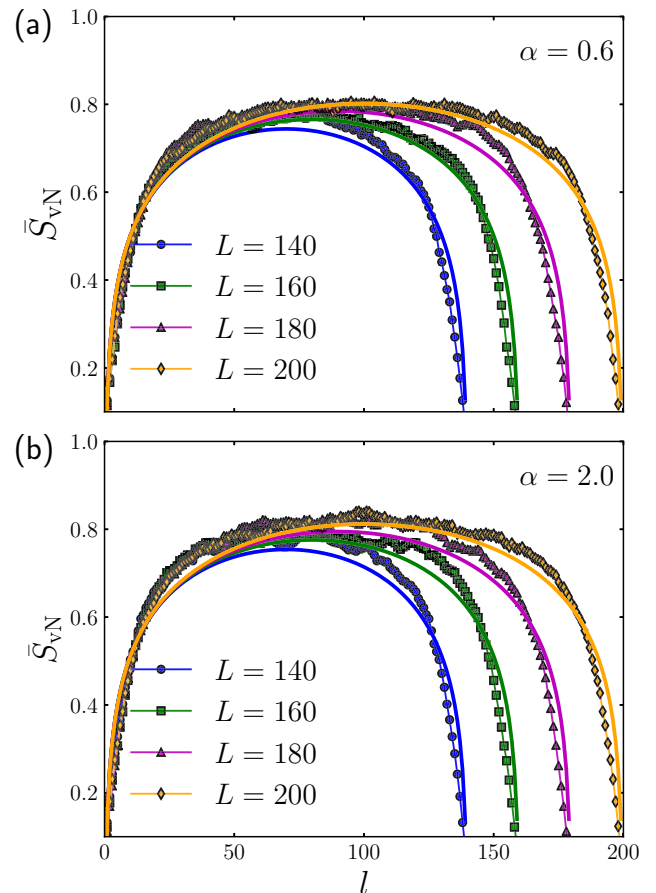 (a)
α = 0.6
1.0
0.8
0.6
0.4
0.2
S̄vN
L = 140
L = 160
L = 180
L = 200
(b)
α = 2.0
1.0
0.8
0.6
0.4
0.2
S̄vN
L = 140
L = 160
L = 180
L = 200
0 50 100 150 200
l